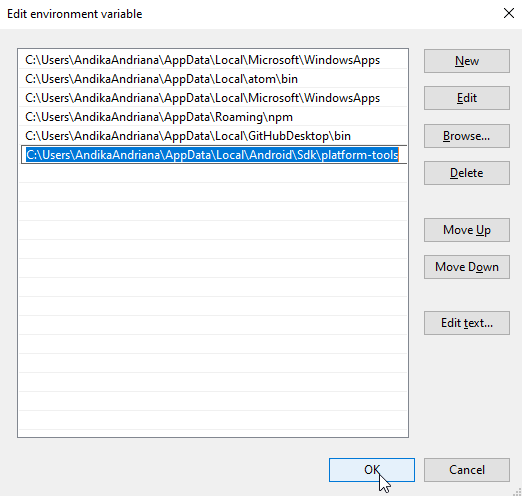 Edit environment variable
C:\Users\AndikaAndriana\AppData\Local\Microsoft\WindowsApps
C:\Users\AndikaAndriana\AppData\Local\atom\bin
C:\Users\AndikaAndriana\AppData\Local\Microsoft\WindowsApps
C:\Users\AndikaAndriana\AppData\Roaming\npm
C:\Users\AndikaAndriana\AppData\Local\GitHubDesktop\bin
C:\Users\AndikaAndriana\AppData\Local\Android\Sdk\platform-tools
New
Edit
Browse...
Delete
Move Up
Move Down
Edit text...
OK
Cancel